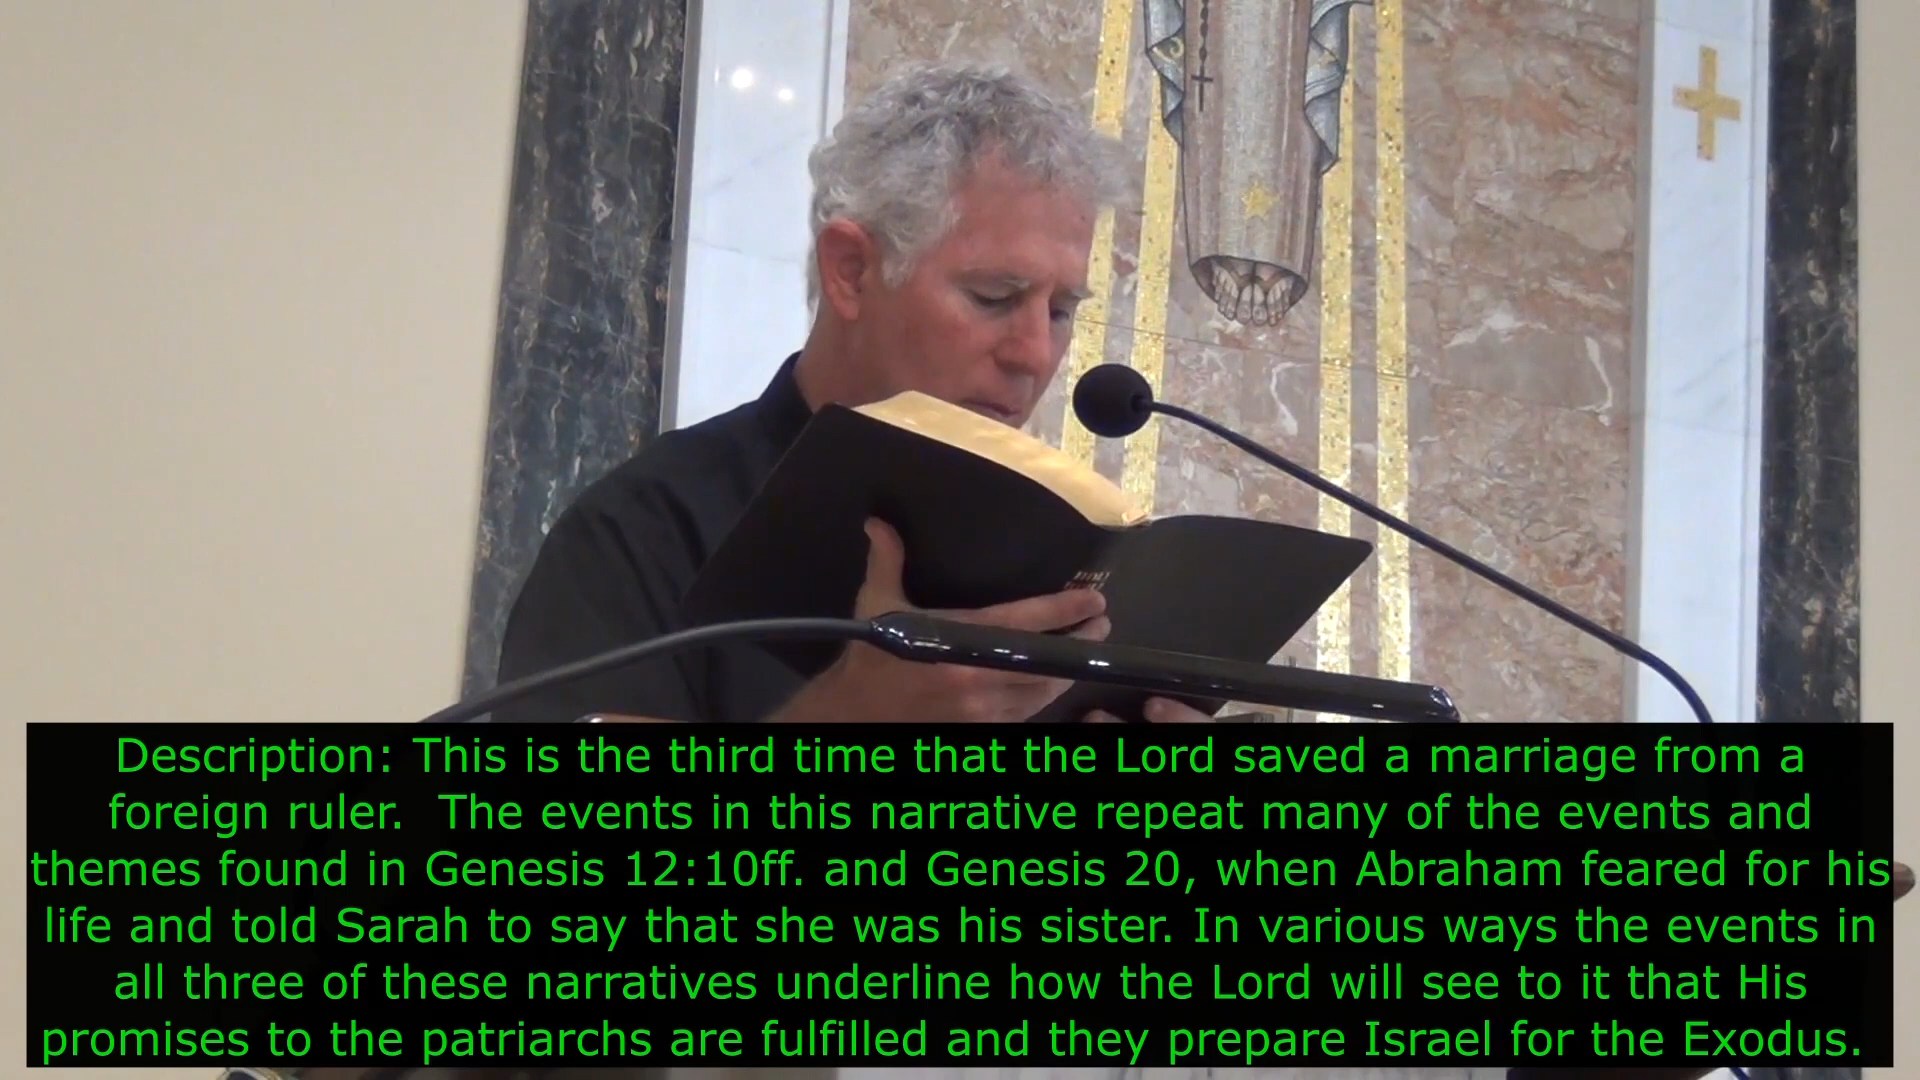 HOLY
Description: This is the third time that the Lord saved a marriage from a
foreign ruler.  The events in this narrative repeat many of the events and
themes found in Genesis 12:10ff. and Genesis 20, when Abraham feared for his
life and told Sarah to say that she was his sister. In various ways the events in
all three of these narratives underline how the Lord will see to it that His
promises to the patriarchs are fulfilled and they prepare Israel for the Exodus.